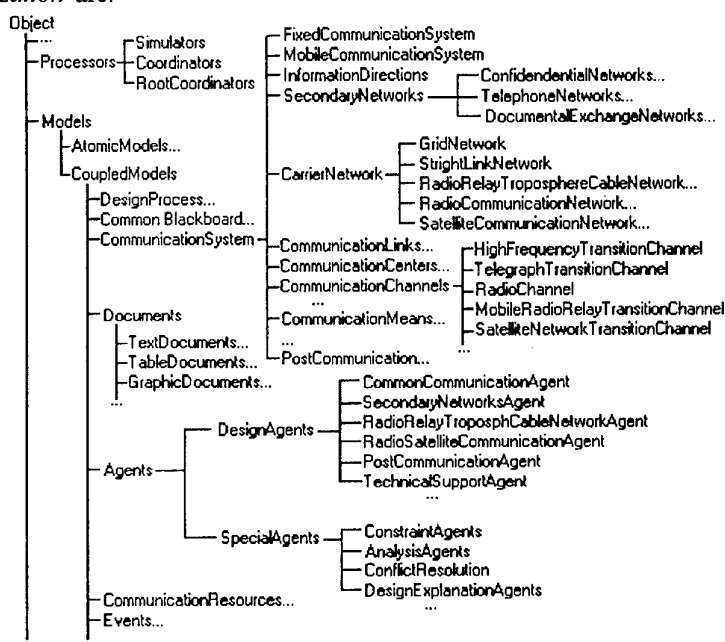 are:
Object
...
Processors
Simulators
Coordinators
RootCoordinators
Models
AtomicModels...
CoupledModels
DesignProcess...
Common Blackboard...
CommunicationSystem
FixedCommunicationSystem
MobileCommunicationSystem
InformationDirections
SecondaryNetworks
ConfidendentialNetworks...
TelephoneNetworks...
DocumentalExchangeNetworks...
CarrierNetwork
GridNetwork
StrightLinkNetwork
RadioRelayTroposphereCableNetwork...
RadioCommunicationNetwork...
SatelliteCommunicationNetwork...
CommunicationLinks...
CommunicationCenters...
CommunicationChannels
HighFrequencyTransitionChannel
TelegraphTransitionChannel
RadioChannel
MobileRadioRelayTransitionChannel
SatelliteNetworkTransitionChannel
...
...
CommunicationMeans...
...
PostCommunication...
Documents
TextDocuments...
TableDocuments...
GraphicDocuments...
...
Agents
DesignAgents
CommonCommunicationAgent
SecondaryNetworksAgent
RadioRelayTroposphCableNetworkAgent
RadioSatelliteCommunicationAgent
PostCommunicationAgent
TechnicalSupportAgent
...
SpecialAgents
ConstraintAgents
AnalysisAgents
ConflictResolution
DesignExplanationAgents
...
CommunicationResources...
Events...